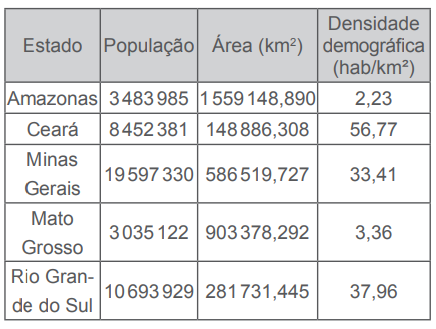 Estado População Área (km²) Densidade
demográfica
(hab/km²)
Amazonas 3 483 985 1 559 148,890 2,23
Ceará 8 452 381 148 886,308 56,77
Minas
Gerais 19 597 330 586 519,727 33,41
Mato
Grosso 3 035 122 903 378,292 3,36
Rio Gran-
de do Sul 10 693 929 281 731,445 37,96